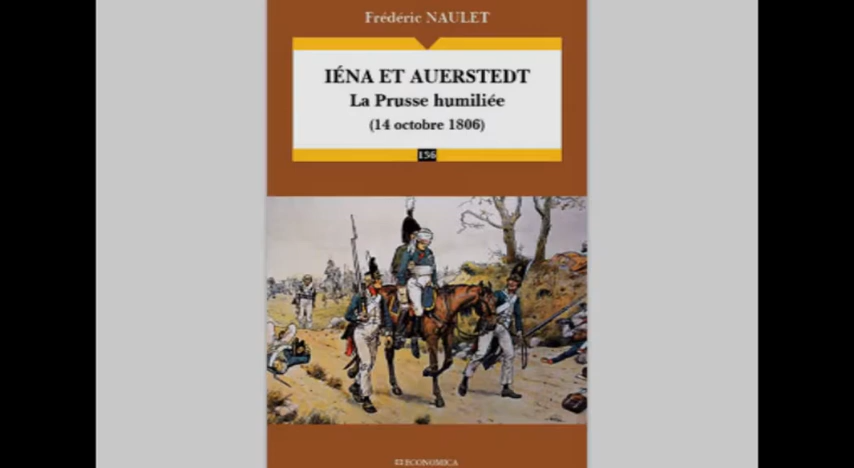 Frédéric NAULET
IÉNA ET AUERSTEDT
La Prusse humiliée
(14 octobre 1806)
156
ECONOMICA